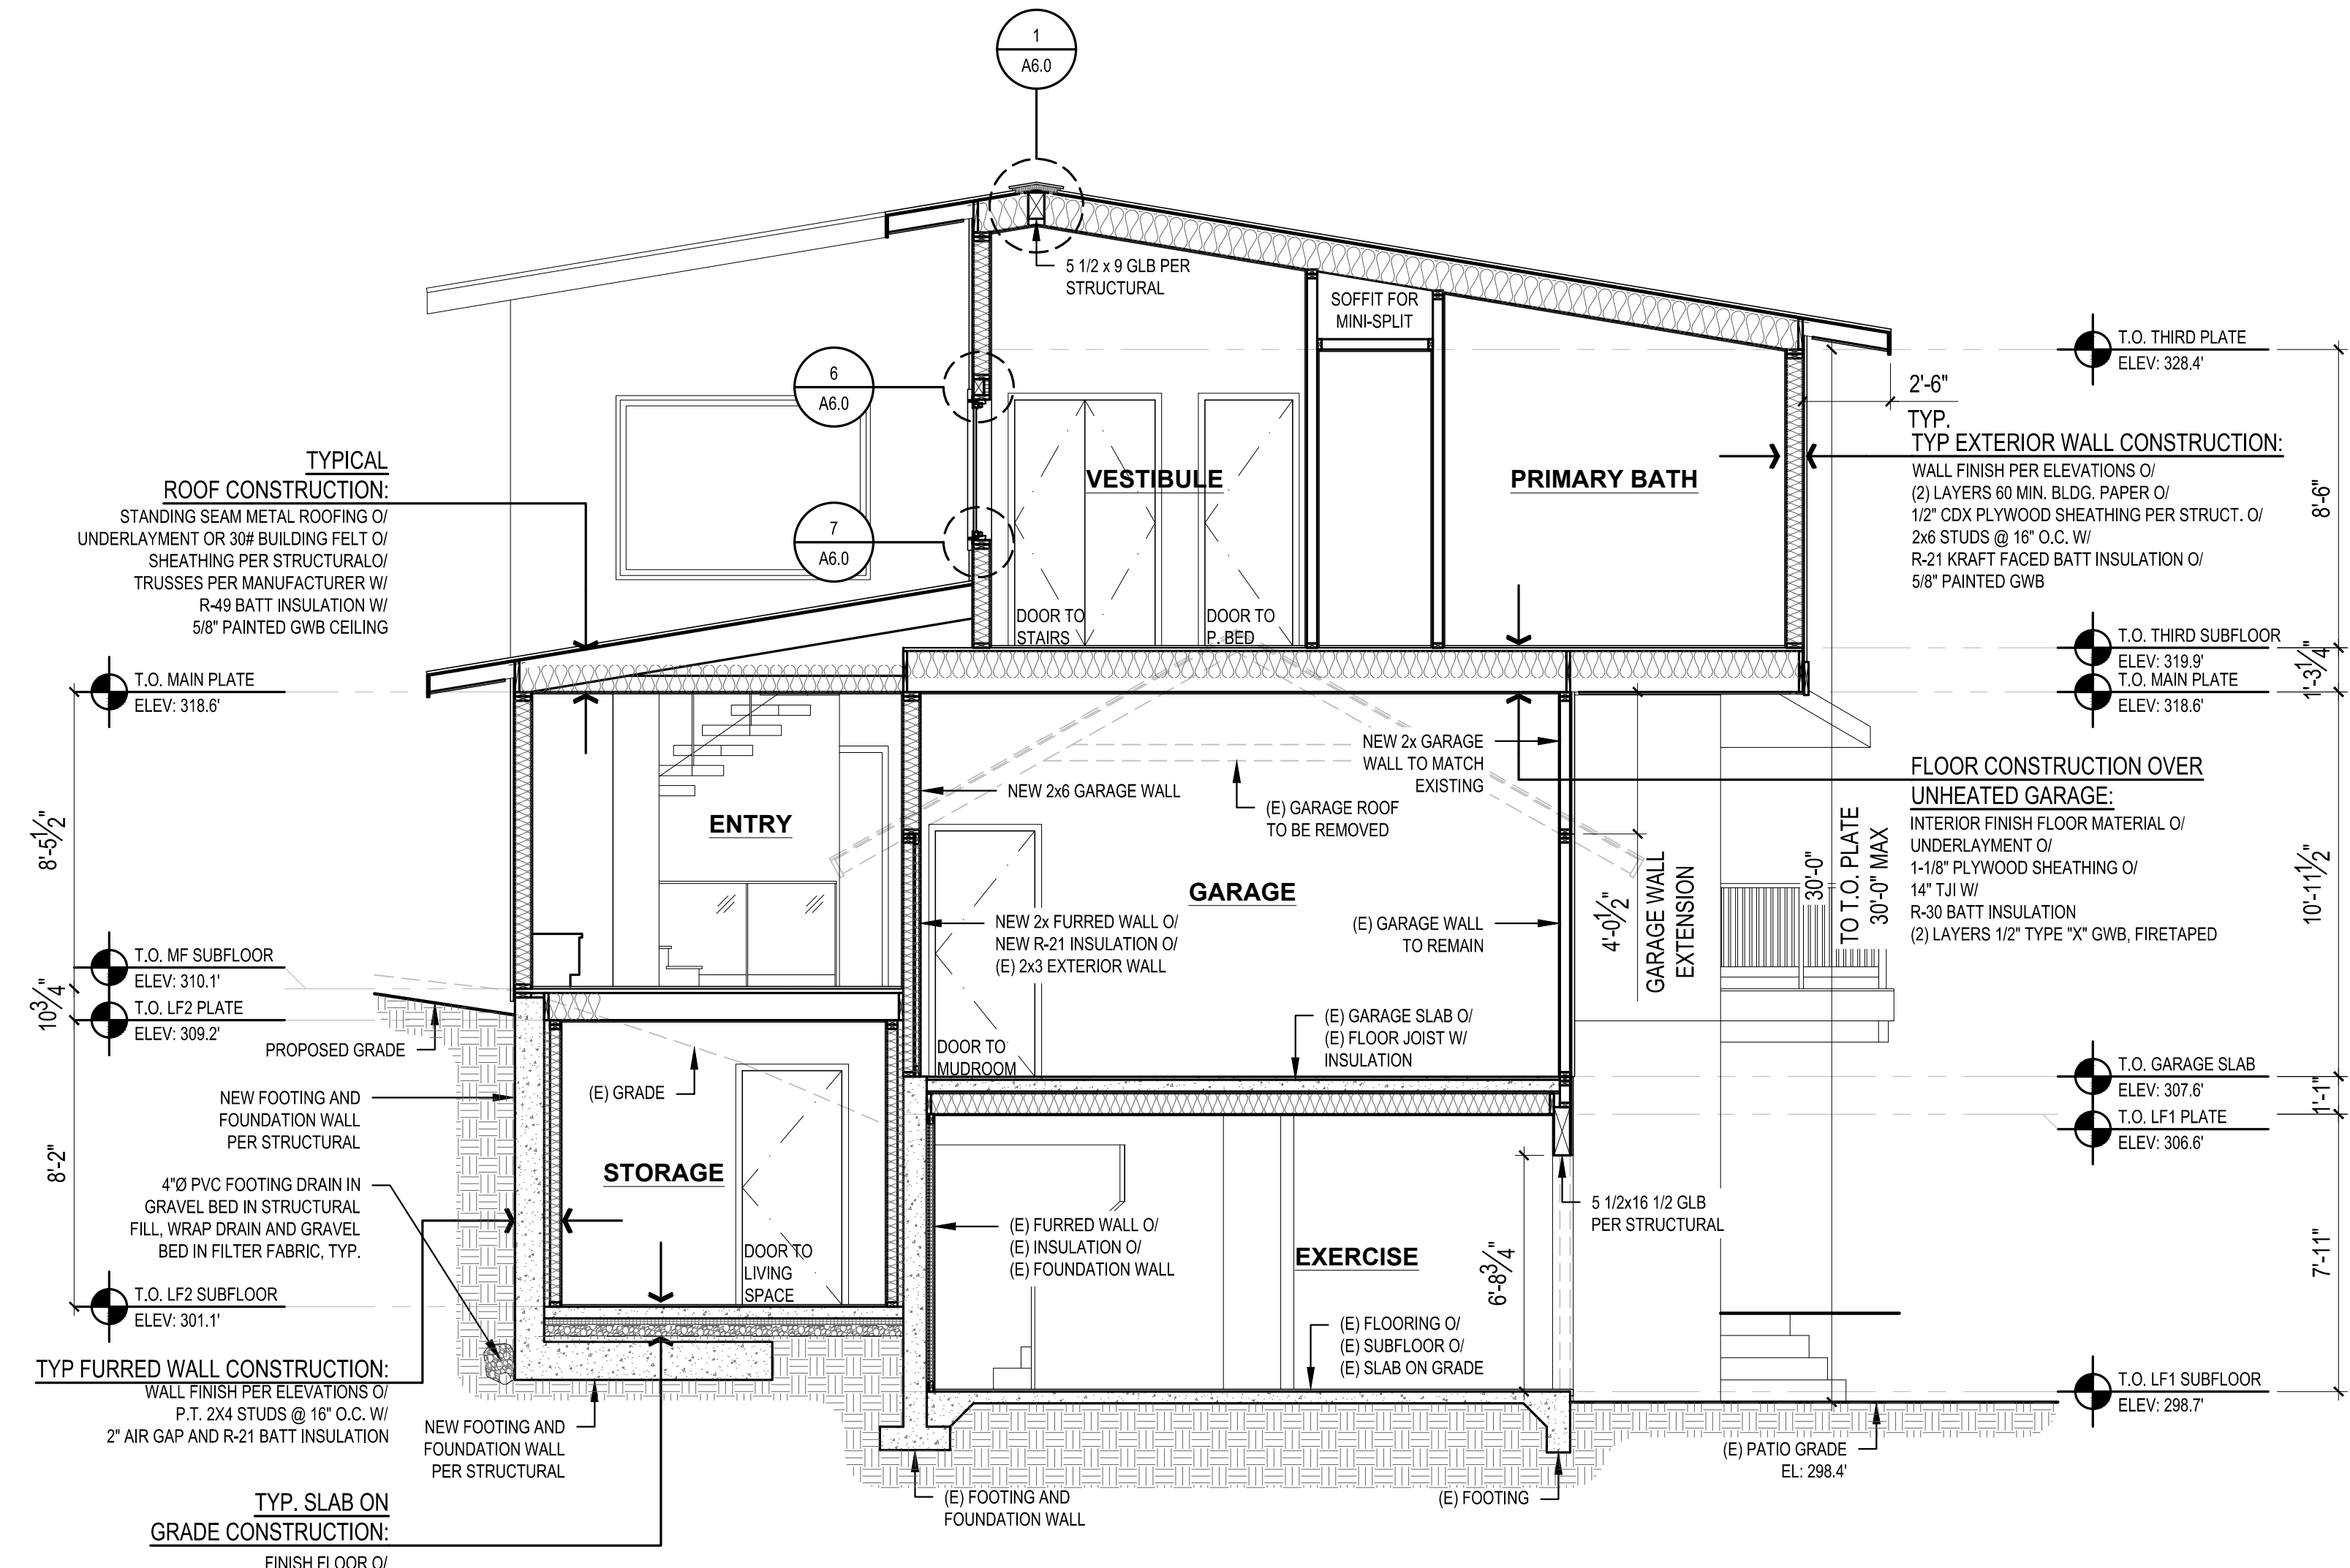 1
A6.0
5 1/2 x 9 GLB PER
STRUCTURAL
SOFFIT FOR
MINI-SPLIT
6
A6.0
7
A6.0
VESTIBULE
PRIMARY BATH
DOOR TO
STAIRS
DOOR TO
P. BED
TYPICAL
ROOF CONSTRUCTION:
STANDING SEAM METAL ROOFING O/
UNDERLAYMENT OR 30# BUILDING FELT O/
SHEATHING PER STRUCTURALO/
TRUSSES PER MANUFACTURER W/
R-49 BATT INSULATION W/
5/8" PAINTED GWB CEILING
T.O. THIRD PLATE
ELEV: 328.4'
2'-6"
TYP.
TYP EXTERIOR WALL CONSTRUCTION:
WALL FINISH PER ELEVATIONS O/
(2) LAYERS 60 MIN. BLDG. PAPER O/
1/2" CDX PLYWOOD SHEATHING PER STRUCT. O/
2x6 STUDS @ 16" O.C. W/
R-21 KRAFT FACED BATT INSULATION O/
5/8" PAINTED GWB
8'-6"
T.O. THIRD SUBFLOOR
ELEV: 319.9'
T.O. MAIN PLATE
ELEV: 318.6'
1'-3 1/4"
T.O. MAIN PLATE
ELEV: 318.6'
8'-5 1/2"
T.O. MF SUBFLOOR
ELEV: 310.1'
10 3/4"
T.O. LF2 PLATE
ELEV: 309.2'
8'-2"
T.O. LF2 SUBFLOOR
ELEV: 301.1'
ENTRY
NEW 2x6 GARAGE WALL
(E) GARAGE ROOF
TO BE REMOVED
NEW 2x GARAGE
WALL TO MATCH
EXISTING
GARAGE
NEW 2x FURRED WALL O/
NEW R-21 INSULATION O/
(E) 2x3 EXTERIOR WALL
(E) GARAGE WALL
TO REMAIN
4'-0 1/2"
GARAGE WALL
EXTENSION
30'-0"
TO T.O. PLATE
30'-0" MAX
FLOOR CONSTRUCTION OVER
UNHEATED GARAGE:
INTERIOR FINISH FLOOR MATERIAL O/
UNDERLAYMENT O/
1-1/8" PLYWOOD SHEATHING O/
14" TJI W/
R-30 BATT INSULATION
(2) LAYERS 1/2" TYPE "X" GWB, FIRETAPED
10'-11 1/2"
DOOR TO
MUDROOM
(E) GARAGE SLAB O/
(E) FLOOR JOIST W/
INSULATION
T.O. GARAGE SLAB
ELEV: 307.6'
1'-1"
T.O. LF1 PLATE
ELEV: 306.6'
7'-11"
PROPOSED GRADE
(E) GRADE
NEW FOOTING AND
FOUNDATION WALL
PER STRUCTURAL
4"Ø PVC FOOTING DRAIN IN
GRAVEL BED IN STRUCTURAL
FILL, WRAP DRAIN AND GRAVEL
BED IN FILTER FABRIC, TYP.
STORAGE
DOOR TO
LIVING
SPACE
(E) FURRED WALL O/
(E) INSULATION O/
(E) FOUNDATION WALL
EXERCISE
6'-8 3/4"
5 1/2x16 1/2 GLB
PER STRUCTURAL
(E) FLOORING O/
(E) SUBFLOOR O/
(E) SLAB ON GRADE
T.O. LF1 SUBFLOOR
ELEV: 298.7'
TYP FURRED WALL CONSTRUCTION:
WALL FINISH PER ELEVATIONS O/
P.T. 2X4 STUDS @ 16" O.C. W/
2" AIR GAP AND R-21 BATT INSULATION
NEW FOOTING AND
FOUNDATION WALL
PER STRUCTURAL
(E) FOOTING AND
FOUNDATION WALL
(E) FOOTING
(E) PATIO GRADE
EL: 298.4'
TYP. SLAB ON
GRADE CONSTRUCTION:
FINISH FLOOR O/